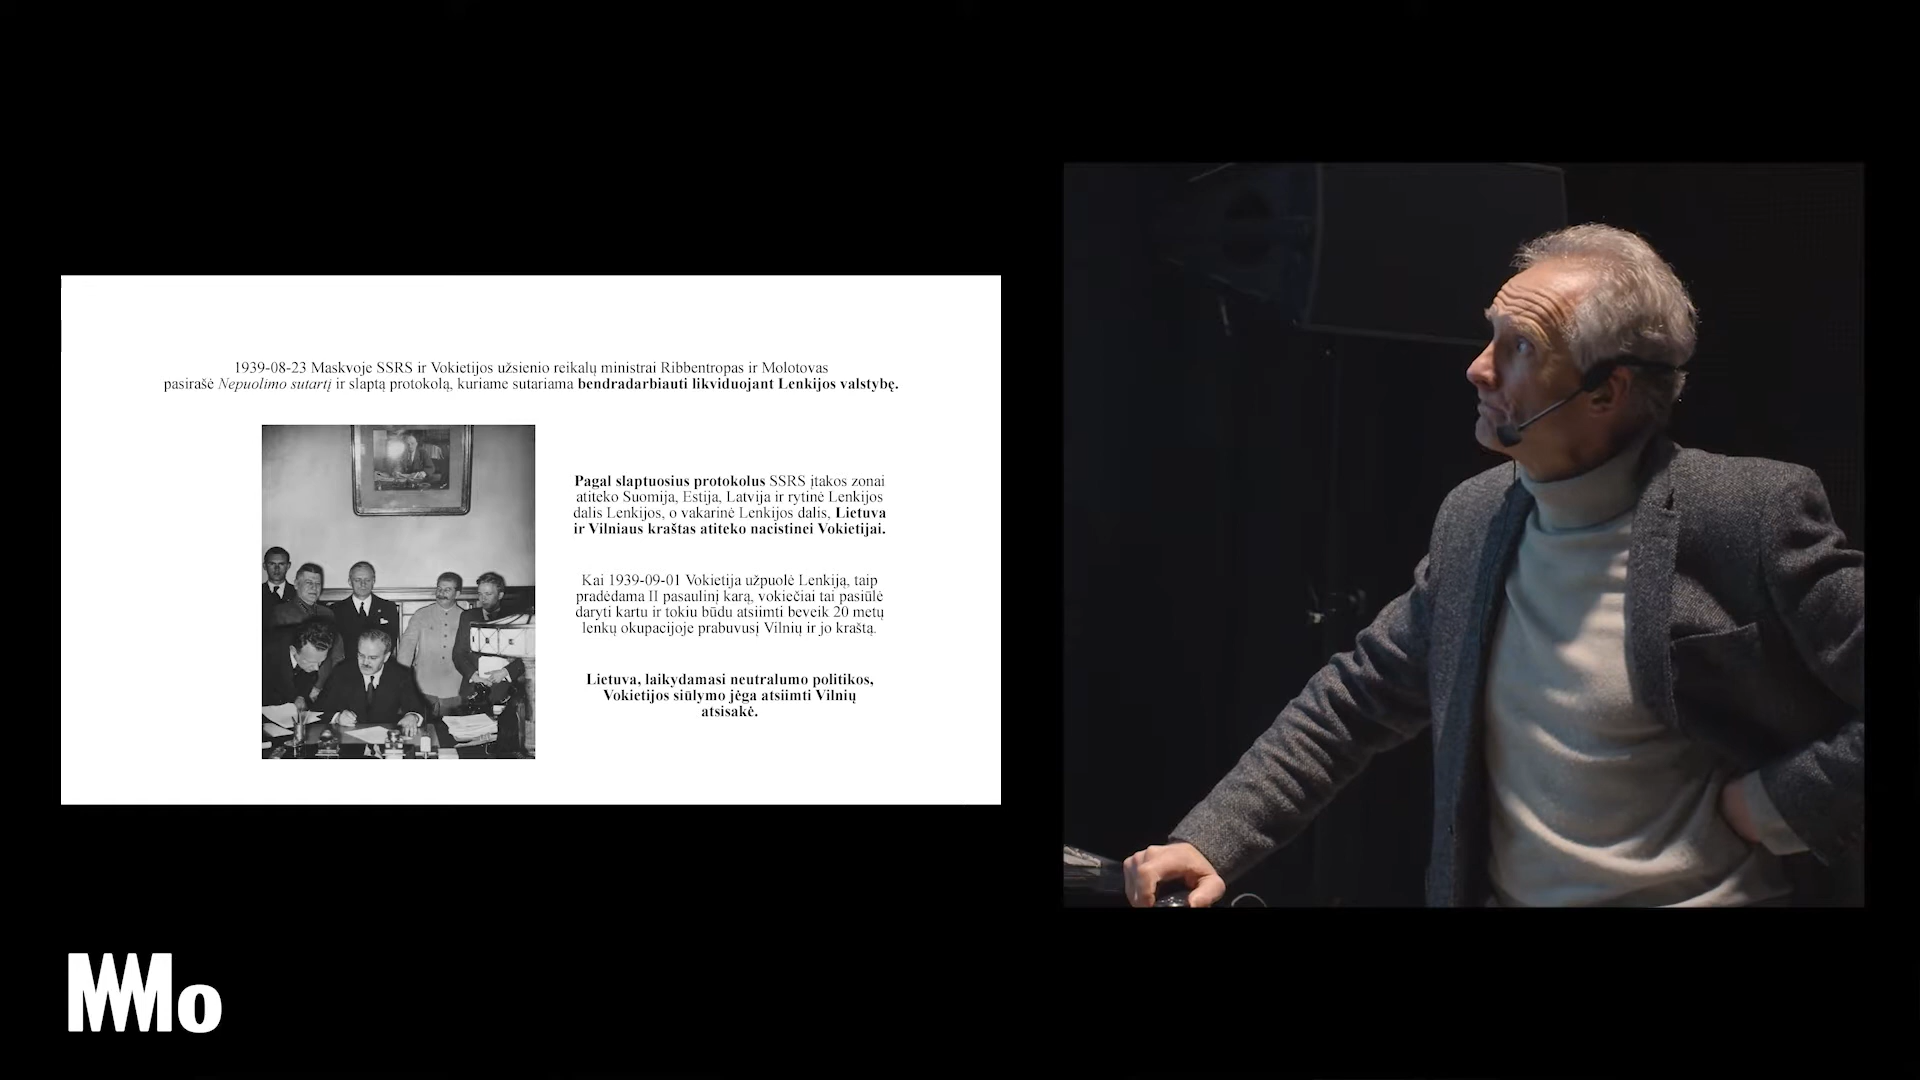 1939-08-23 Maskvoje SSRS ir Vokietijos užsienio reikalų ministrai Ribbentropas ir Molotovas
pasirašė Nepuolimo sutartį ir slaptą protokolą, kuriame sutariama bendradarbiauti likviduojant Lenkijos valstybę.
Pagal slaptuosius protokolus SSRS įtakos zonai
atiteko Suomija, Estija, Latvija ir rytinė Lenkijos
dalis Lenkijos, o vakarinė Lenkijos dalis, Lietuva
ir Vilniaus kraštas atiteko nacistinei Vokietijai.
Kai 1939-09-01 Vokietija užpuolė Lenkiją, taip
pradėdama II pasaulinį karą, vokiečiai tai pasiūlė
daryti kartu ir tokiu būdu atsiimti beveik 20 metų
lenkų okupacijoje prabuvusį Vilnių ir jo kraštą.
Lietuva, laikydamasi neutralumo politikos,
Vokietijos siūlymo jėga atsiimti Vilnių
atsisakė.
MMo